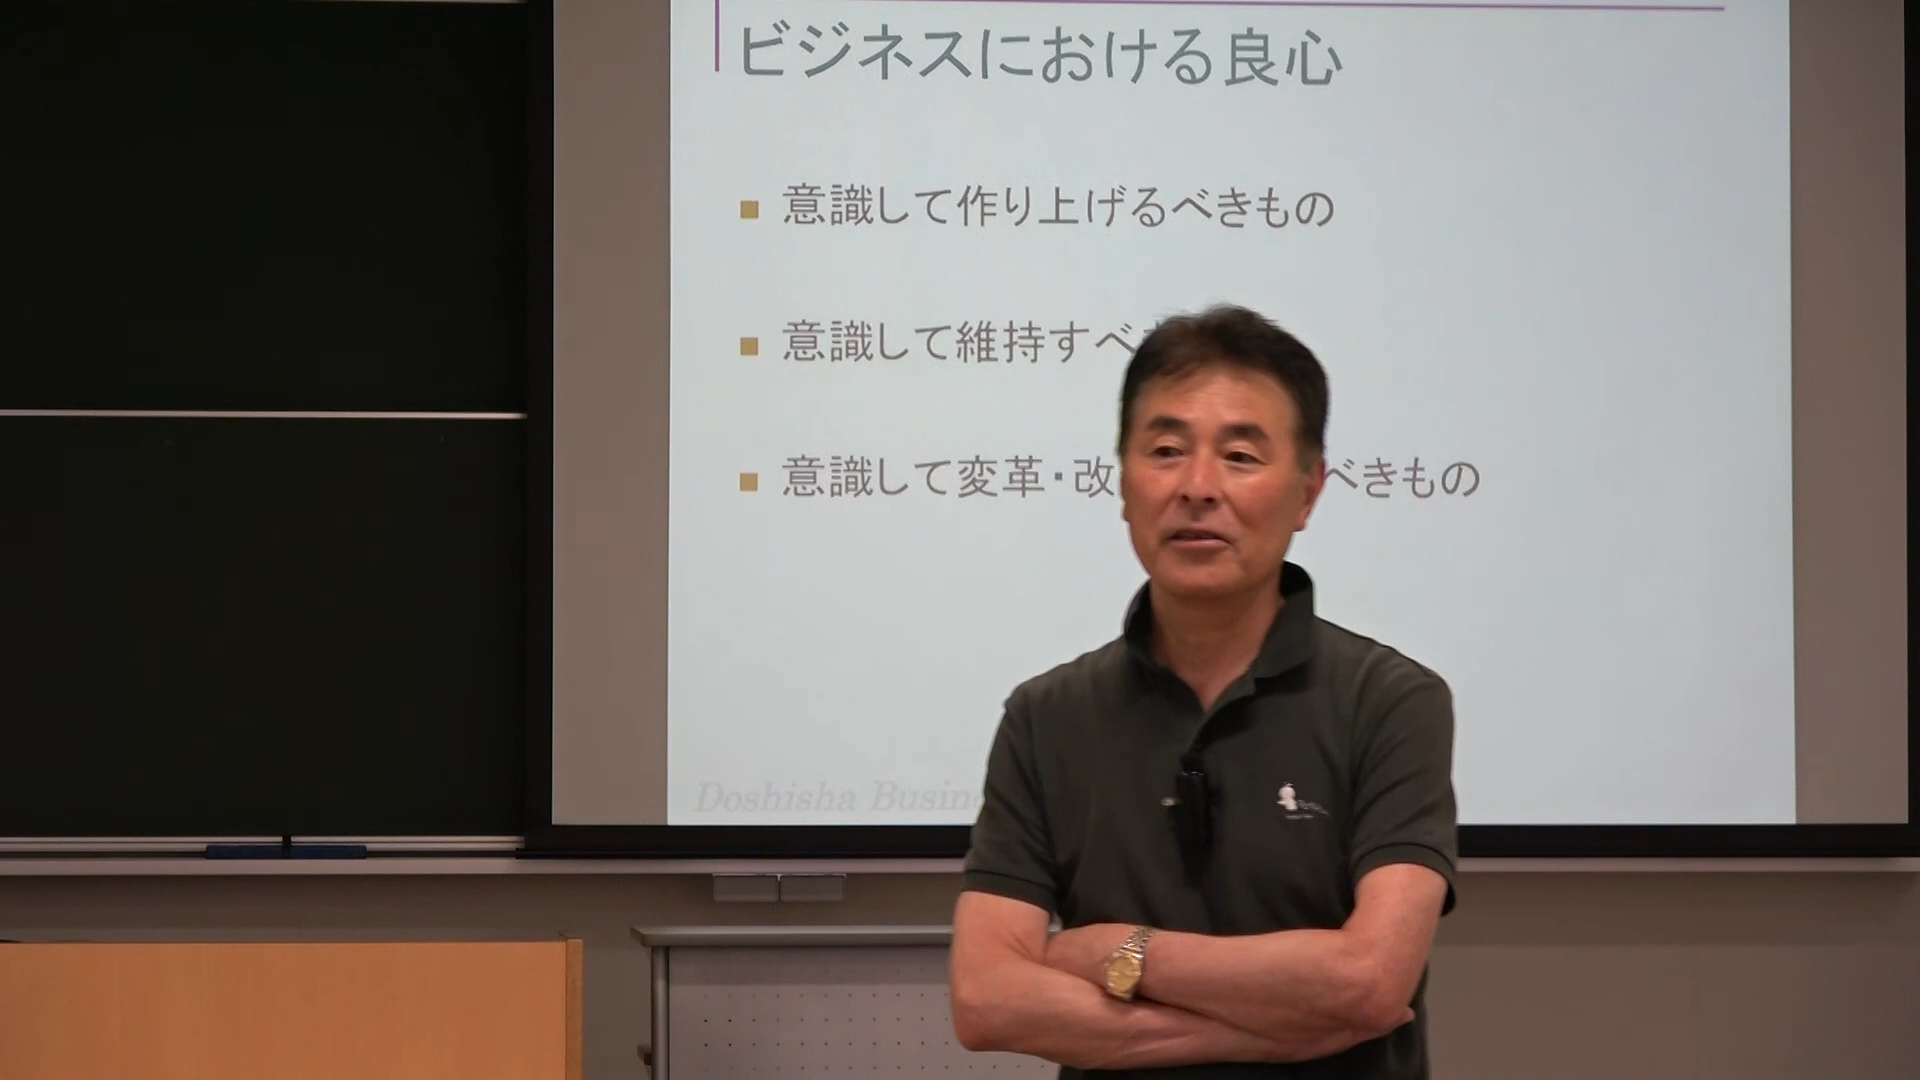 ビジネスにおける良心
意識して作り上げるべきもの
意識して維持すべ
意識して変革・改 べきもの
Doshisha